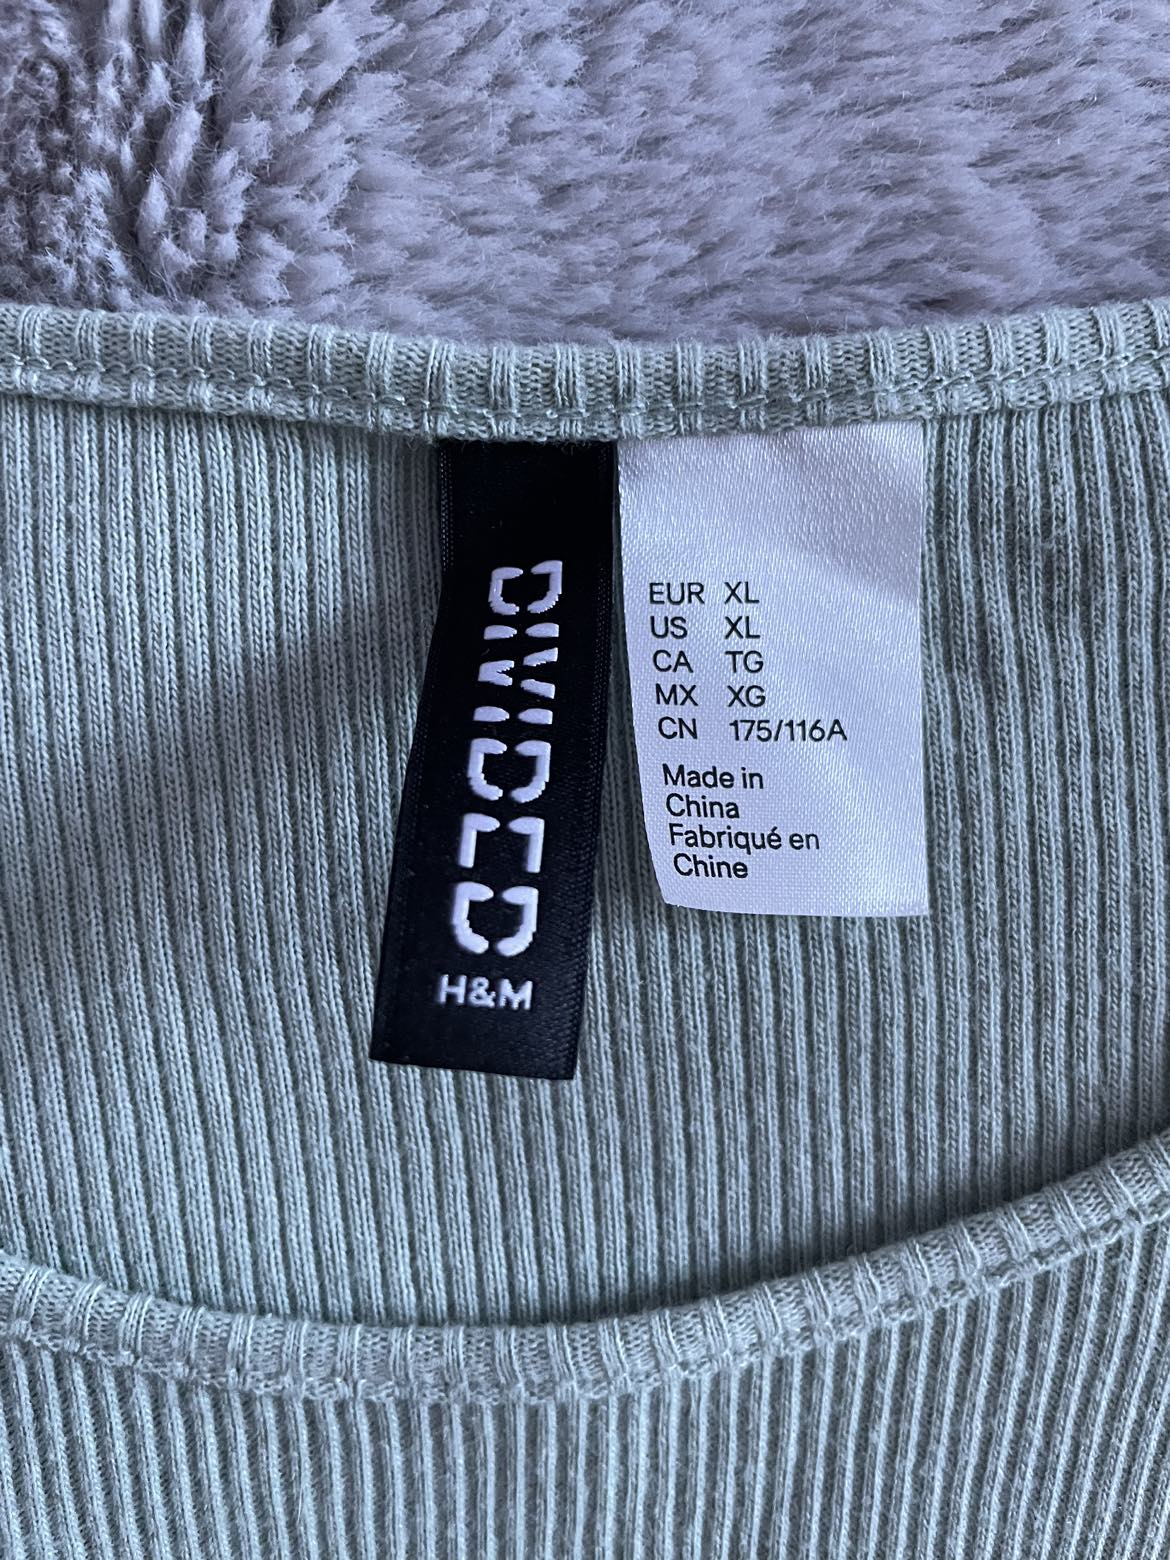 DIVIDED
H&M
EUR XL
US XL
CA TG
MX XG
CN 175/116A
Made in
China
Fabriqué en
Chine